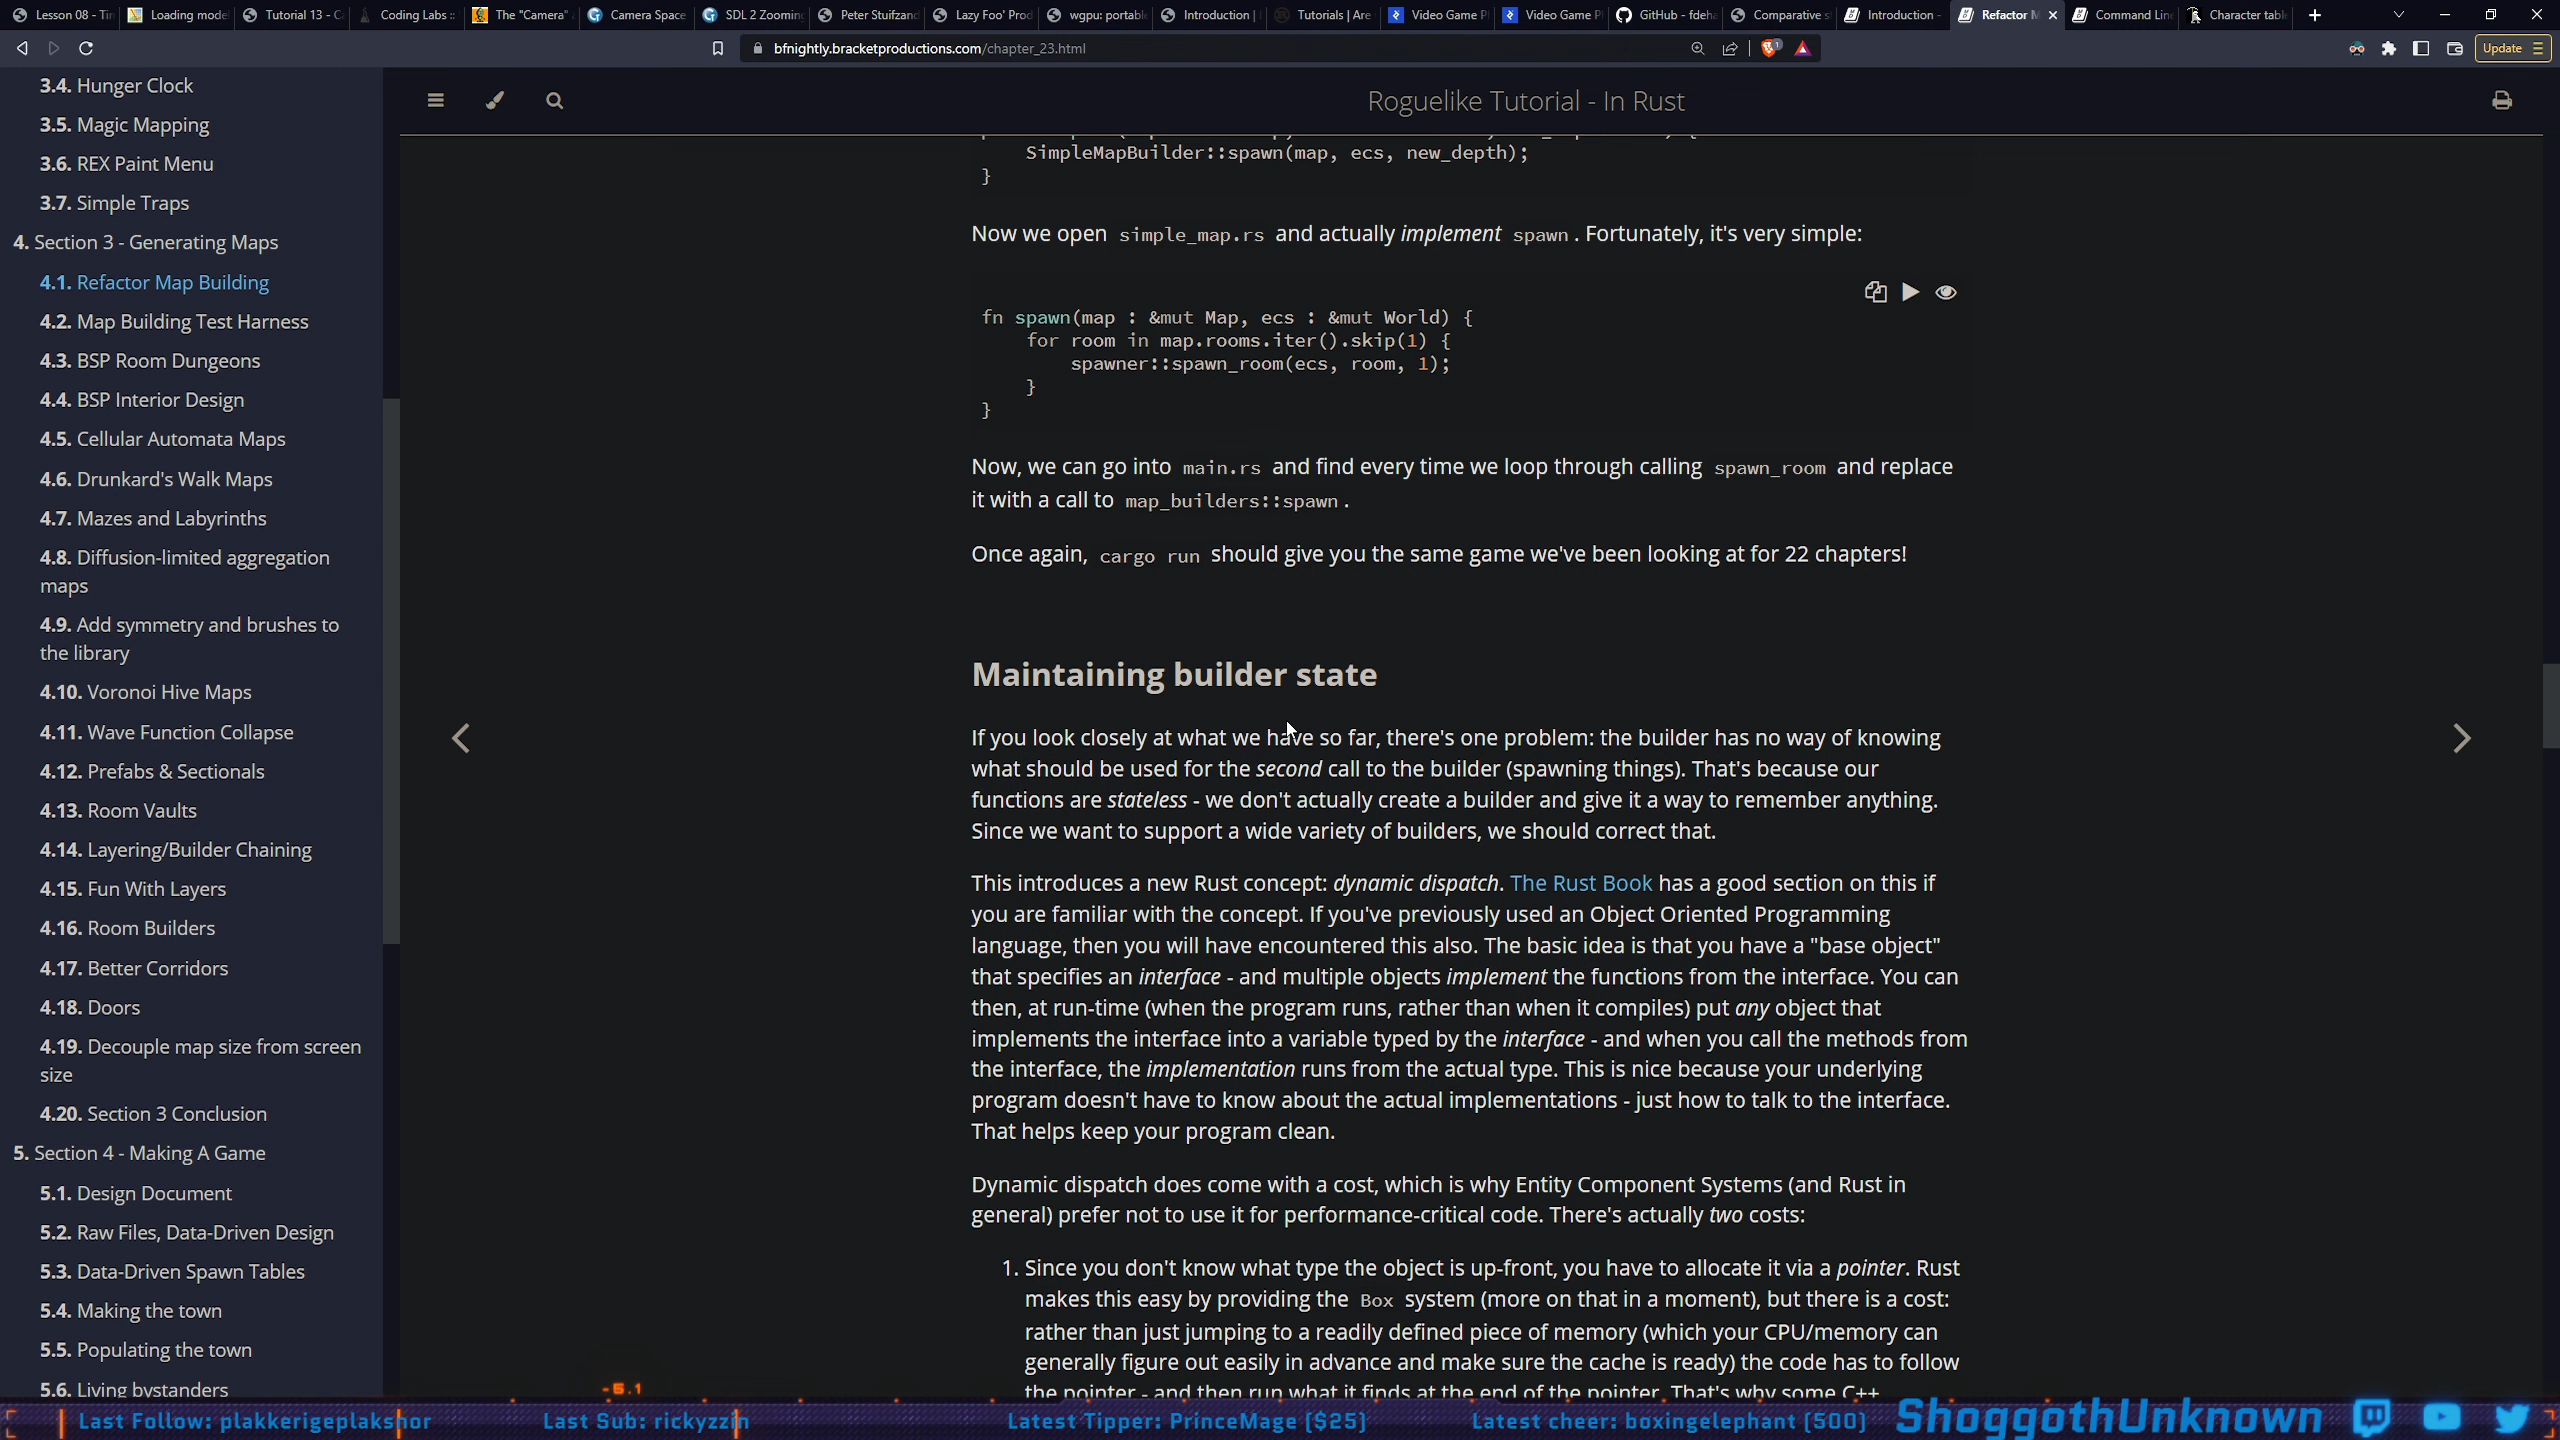 Lesson 08 - Tin
Loading mode
Tutorial 13 - C
Coding Labs ::
The "Camera"
Camera Space
SDL 2 Zooming
Peter Stuifzand
Lazy Foo' Prod
wgpu: portabl
Introduction |
Tutorials | Are
Video Game P
Video Game P
GitHub - fdeha
Comparative s
Introduction -
Refactor M
Command Line
Character tabl
bfnightly.bracketproductions.com/chapter_23.html
Update
3.4. Hunger Clock
3.5. Magic Mapping
3.6. REX Paint Menu
3.7. Simple Traps
4. Section 3 - Generating Maps
4.1. Refactor Map Building
4.2. Map Building Test Harness
4.3. BSP Room Dungeons
4.4. BSP Interior Design
4.5. Cellular Automata Maps
4.6. Drunkard's Walk Maps
4.7. Mazes and Labyrinths
4.8. Diffusion-limited aggregation
maps
4.9. Add symmetry and brushes to
the library
4.10. Voronoi Hive Maps
4.11. Wave Function Collapse
4.12. Prefabs & Sectionals
4.13. Room Vaults
4.14. Layering/Builder Chaining
4.15. Fun With Layers
4.16. Room Builders
4.17. Better Corridors
4.18. Doors
4.19. Decouple map size from screen
size
4.20. Section 3 Conclusion
5. Section 4 - Making A Game
5.1. Design Document
5.2. Raw Files, Data-Driven Design
5.3. Data-Driven Spawn Tables
5.4. Making the town
5.5. Populating the town
5.6. Living bystanders
Roguelike Tutorial - In Rust
SimpleMapBuilder::spawn(map, ecs, new_depth);
}
Now we open simple_map.rs and actually implement spawn. Fortunately, it's very simple:
fn spawn(map : &mut Map, ecs : &mut World) {
for room in map.rooms.iter().skip(1) {
spawner::spawn_room(ecs, room, 1);
}
}
Now, we can go into main.rs and find every time we loop through calling spawn_room and replace
it with a call to map_builders::spawn.
Once again, cargo run should give you the same game we've been looking at for 22 chapters!
Maintaining builder state
If you look closely at what we have so far, there's one problem: the builder has no way of knowing
what should be used for the second call to the builder (spawning things). That's because our
functions are stateless - we don't actually create a builder and give it a way to remember anything.
Since we want to support a wide variety of builders, we should correct that.
This introduces a new Rust concept: dynamic dispatch. The Rust Book has a good section on this if
you are familiar with the concept. If you've previously used an Object Oriented Programming
language, then you will have encountered this also. The basic idea is that you have a "base object"
that specifies an interface - and multiple objects implement the functions from the interface. You can
then, at run-time (when the program runs, rather than when it compiles) put any object that
implements the interface into a variable typed by the interface - and when you call the methods from
the interface, the implementation runs from the actual type. This is nice because your underlying
program doesn't have to know about the actual implementations - just how to talk to the interface.
That helps keep your program clean.
Dynamic dispatch does come with a cost, which is why Entity Component Systems (and Rust in
general) prefer not to use it for performance-critical code. There's actually two costs:
1. Since you don't know what type the object is up-front, you have to allocate it via a pointer. Rust
makes this easy by providing the Box system (more on that in a moment), but there is a cost:
rather than just jumping to a readily defined piece of memory (which your CPU/memory can
generally figure out easily in advance and make sure the cache is ready) the code has to follow
the pointer - and then run what it finds at the end of the pointer. That's why some C++
-6.1
Last Follow: plakkerigeplakshor
Last Sub: rickyzzin
Latest Tipper: PrinceMage ($25)
Latest cheer: boxingelephant (500)
ShoggothUnknown